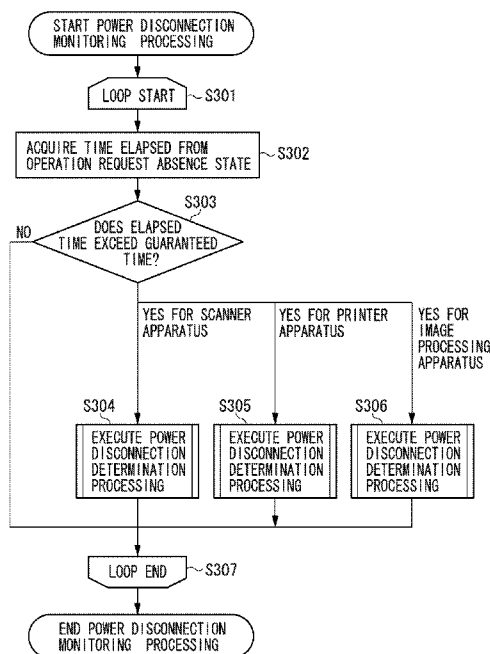 START POWER DISCONNECTION
MONITORING PROCESSING
LOOP START
S301
ACQUIRE TIME ELAPSED FROM
OPERATION REQUEST ABSENCE STATE
S302
S303
NO
DOES ELAPSED
TIME EXCEED GUARANTEED
TIME?
YES FOR SCANNER
APPARATUS
YES FOR PRINTER
APPARATUS
YES FOR
IMAGE
PROCESSING
APPARATUS
S304
EXECUTE POWER
DISCONNECTION
DETERMINATION
PROCESSING
S305
EXECUTE POWER
DISCONNECTION
DETERMINATION
PROCESSING
S306
EXECUTE POWER
DISCONNECTION
DETERMINATION
PROCESSING
LOOP END
S307
END POWER DISCONNECTION
MONITORING PROCESSING